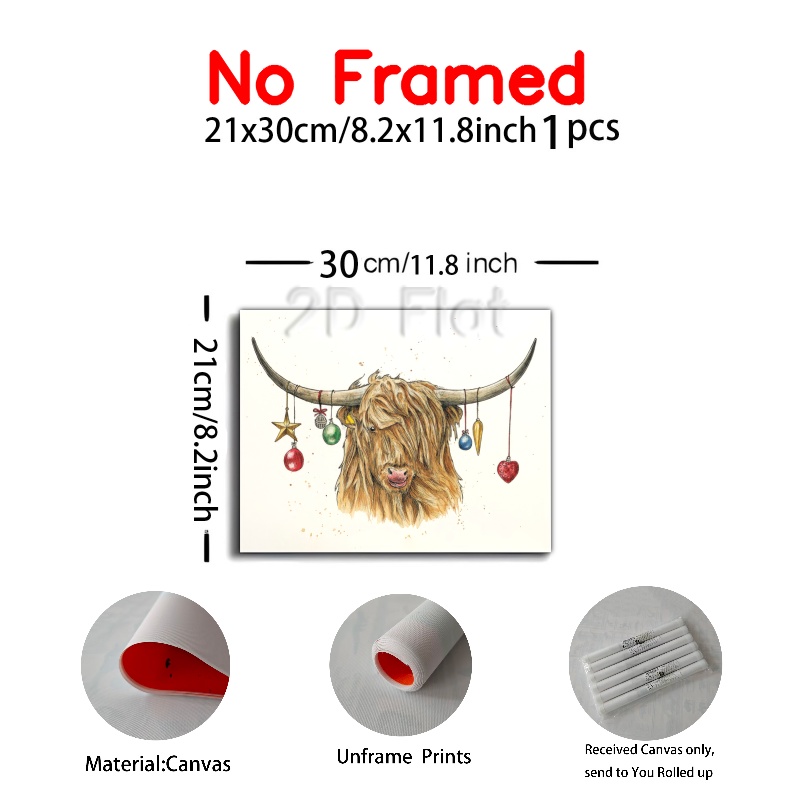 No Framed
21x30cm/8.2x11.8inch 1 pcs
30 cm/11.8 inch
2D Flat
21cm/8.2inch
Material:Canvas
Unframe Prints
Received Canvas only,
send to You Rolled up